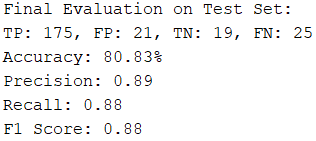 Final Evaluation on Test Set:
TP: 175, FP: 21, TN: 19, FN: 25
Accuracy: 80.83%
Precision: 0.89
Recall: 0.88
F1 Score: 0.88